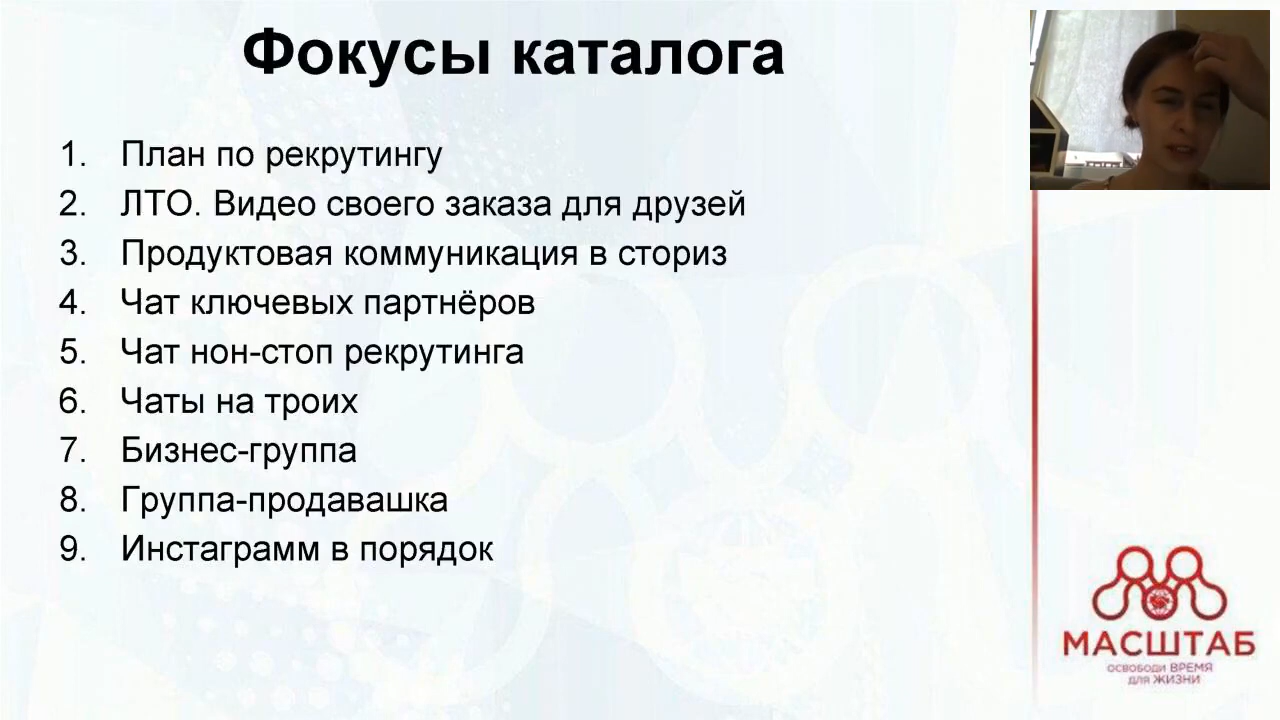 Фокусы каталога
1. План по рекрутингу
2. ЛТО. Видео своего заказа для друзей
3. Продуктовая коммуникация в сториз
4. Чат ключевых партнёров
5. Чат нон-стоп рекрутинга
6. Чаты на троих
7. Бизнес-группа
8. Группа-продавашка
9. Инстаграмм в порядок
МАСШТАБ
ОСВОБОДИ ВРЕМЯ
для ЖИЗНИ